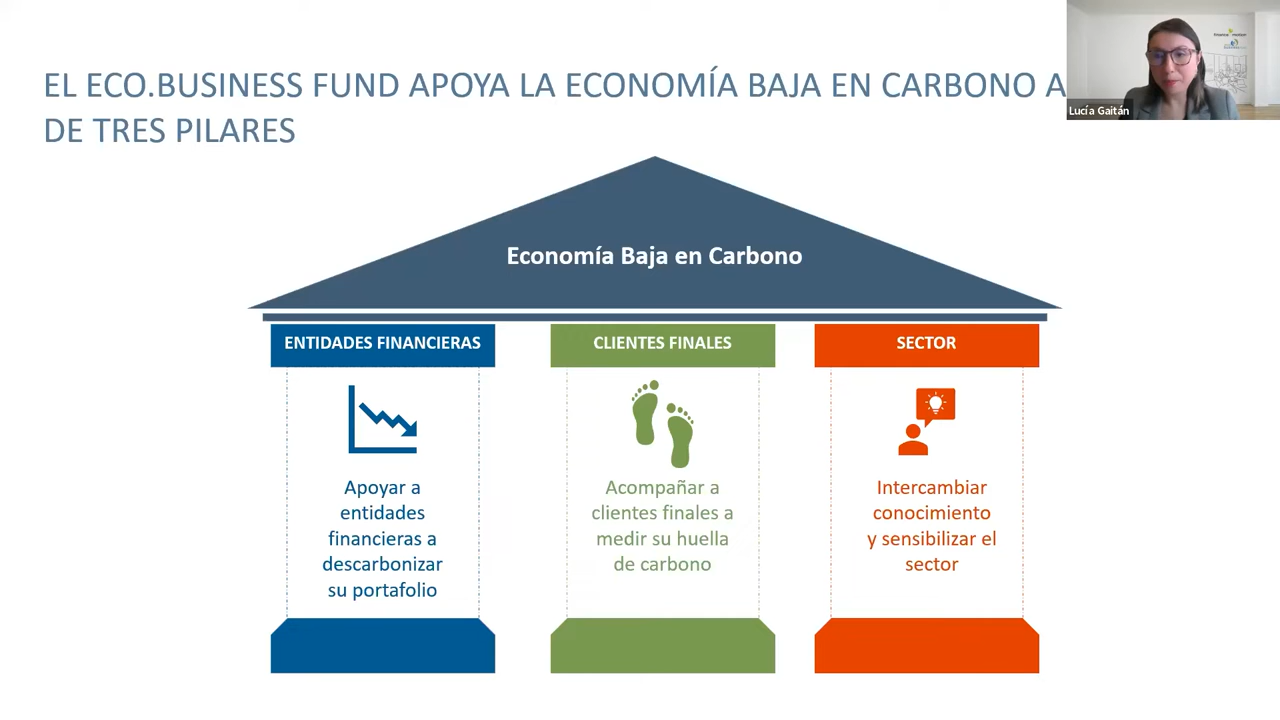 EL ECO.BUSINESS FUND APOYA LA ECONOMÍA BAJA EN CARBONO A
DE TRES PILARES
Lucía Gaitán
Economía Baja en Carbono
ENTIDADES FINANCIERAS
Apoyar a
entidades
financieras a
descarbonizar
su portafolio
CLIENTES FINALES
Acompañar a
clientes finales a
medir su huella
de carbono
SECTOR
Intercambiar
conocimiento
y sensibilizar el
sector